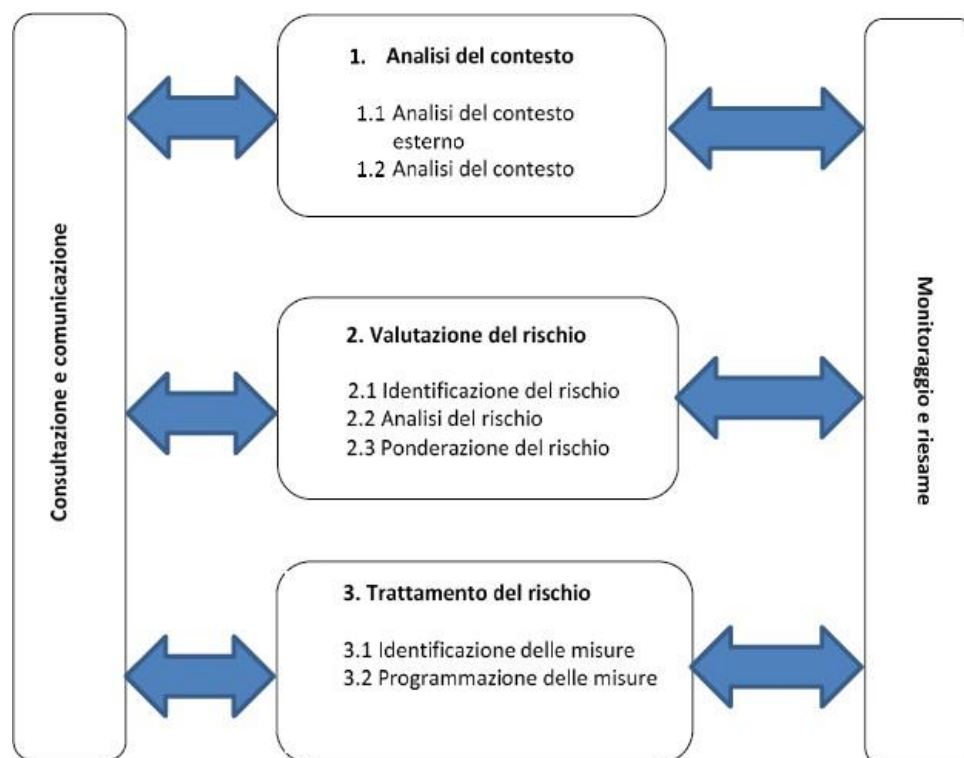 Consultazione e comunicazione
1. Analisi del contesto
1.1 Analisi del contesto
esterno
1.2 Analisi del contesto
2. Valutazione del rischio
2.1 Identificazione del rischio
2.2 Analisi del rischio
2.3 Ponderazione del rischio
3. Trattamento del rischio
3.1 Identificazione delle misure
3.2 Programmazione delle misure
Monitoraggio e riesame